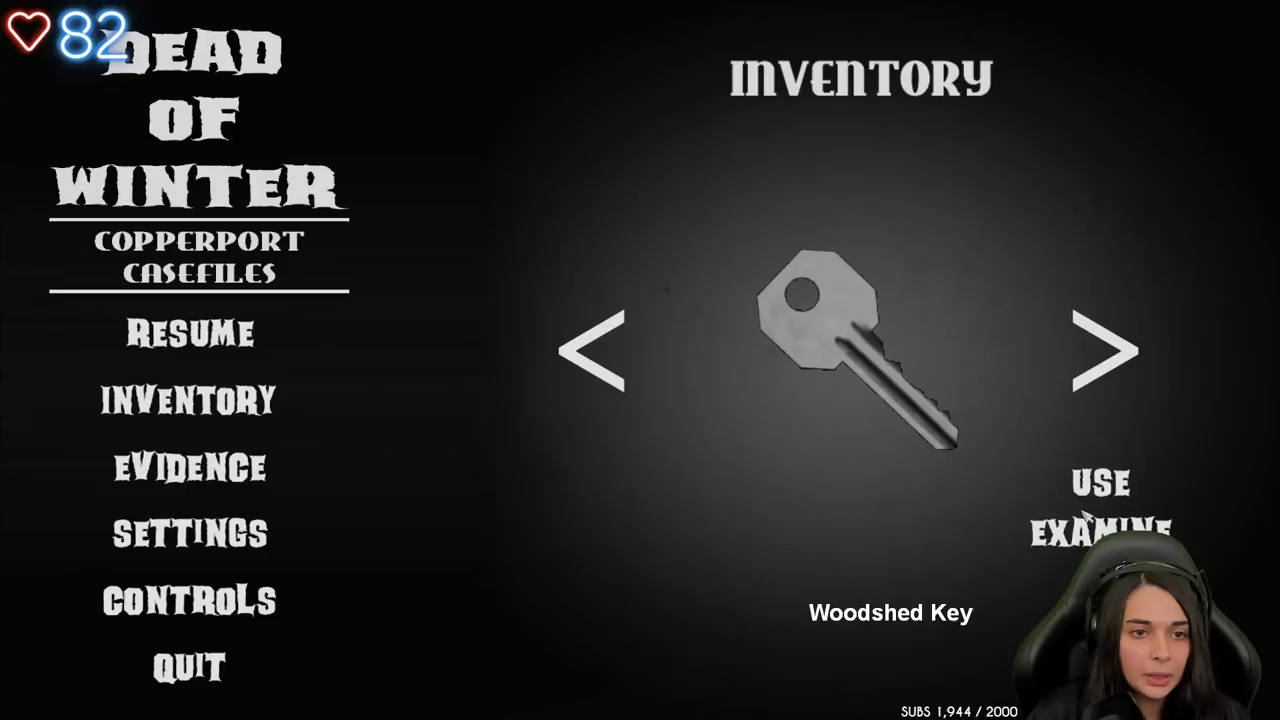 82
DEAD
OF
WINTER
COPPERPORT
CASEFILES
RESUME
INVENTORY
EVIDENCE
SETTINGS
CONTROLS
QUIT
INVENTORY
<
>
USE
EXAMINE
Woodshed Key
SUBS 1,944 / 2000